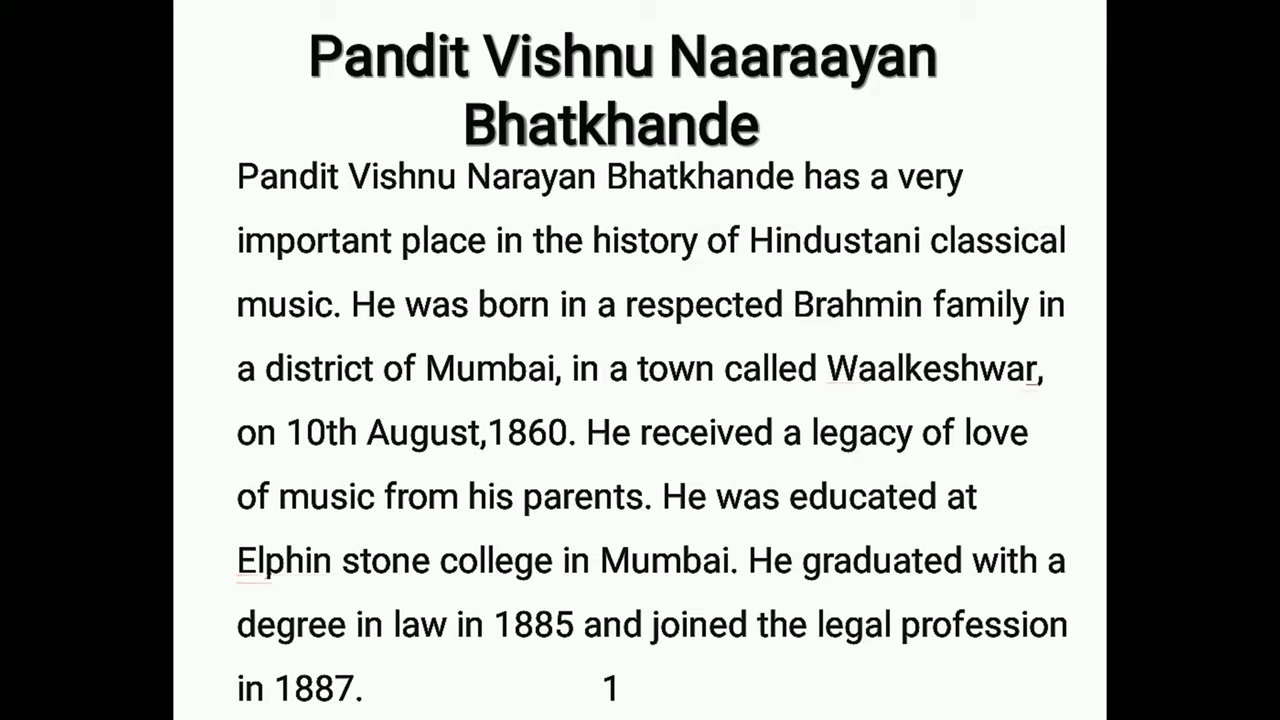 Pandit Vishnu Naaraayan
Bhatkhande
Pandit Vishnu Narayan Bhatkhande has a very
important place in the history of Hindustani classical
music. He was born in a respected Brahmin family in
a district of Mumbai, in a town called Waalkeshwar,
on 10th August,1860. He received a legacy of love
of music from his parents. He was educated at
Elphin stone college in Mumbai. He graduated with a
degree in law in 1885 and joined the legal profession
in 1887. 1